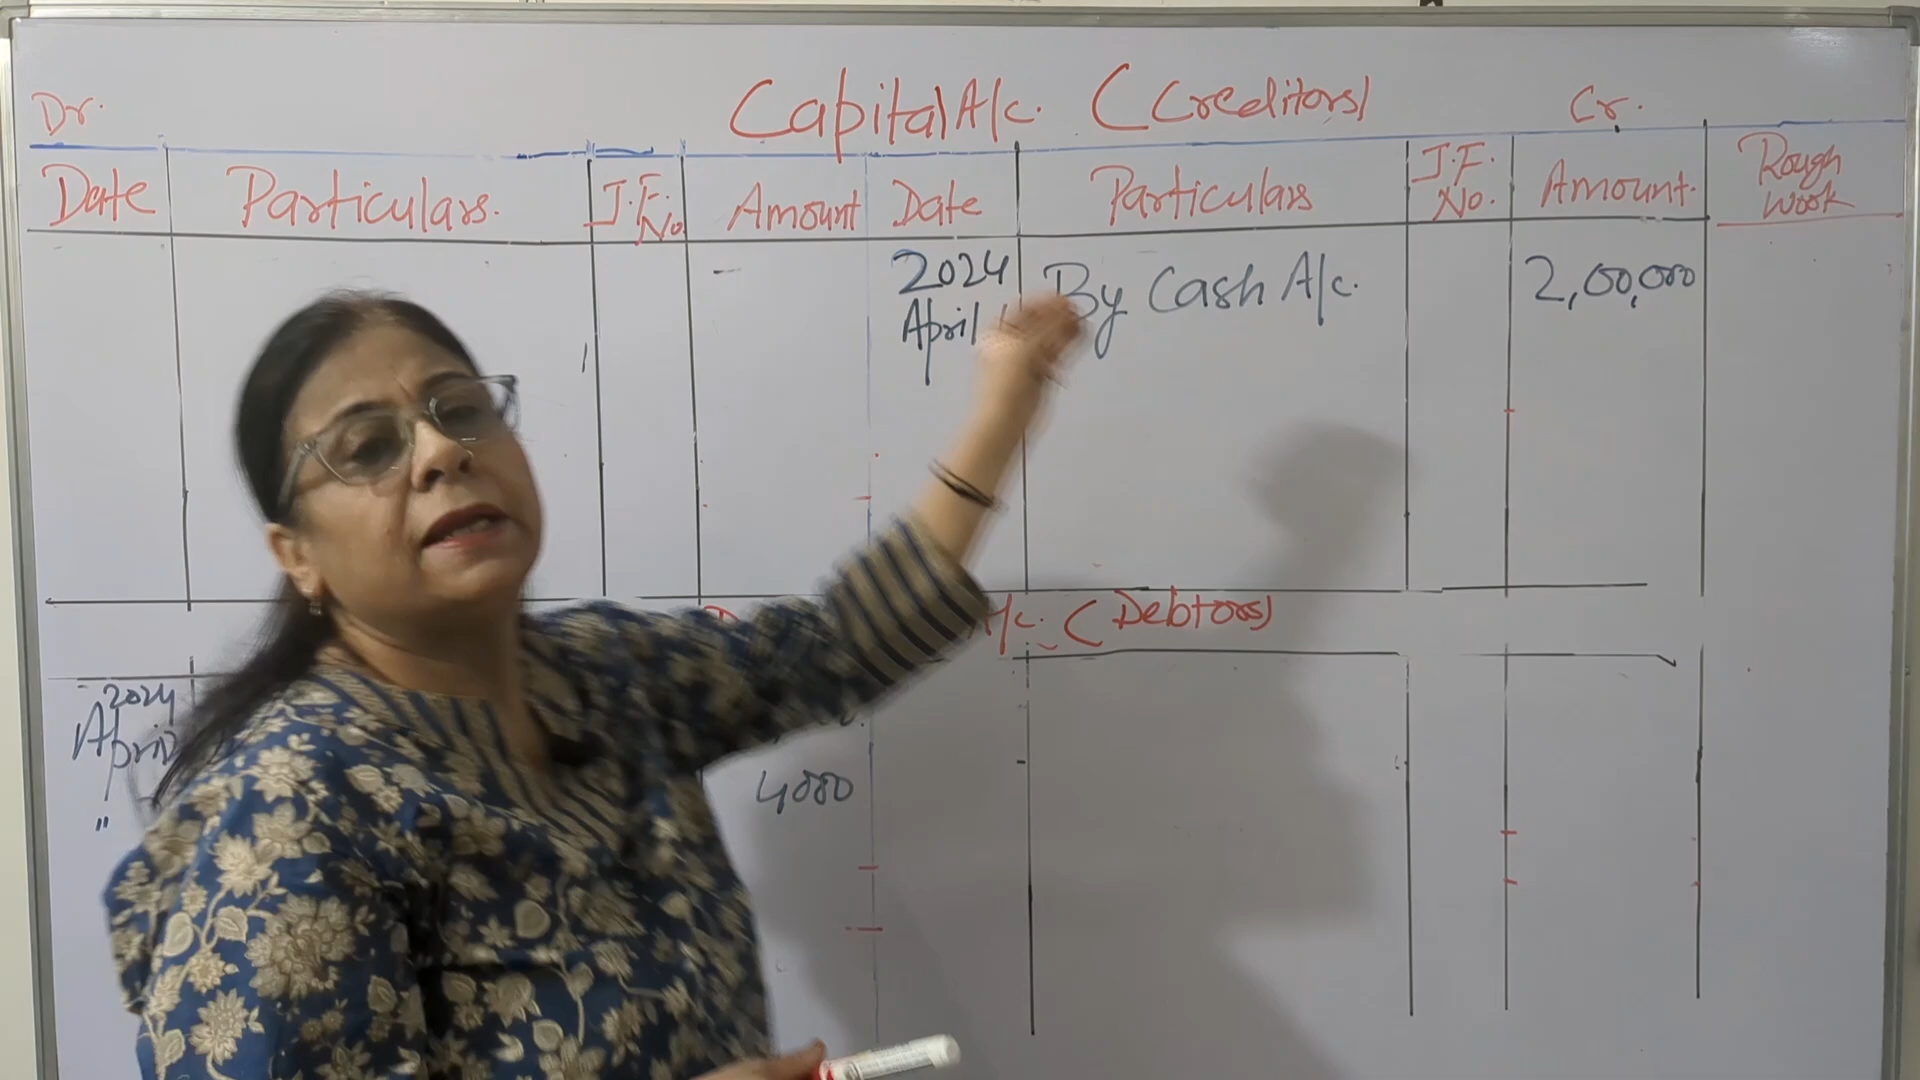 Dr. Capital A/c. (Creditors) Cr.
Date Particulars. J.F. No. Amount Date Particulars J.F. No. Amount. Rough Work
2024 By Cash A/c. 2,00,000
April
A/c. (Debtors)
2024
April
" 4000